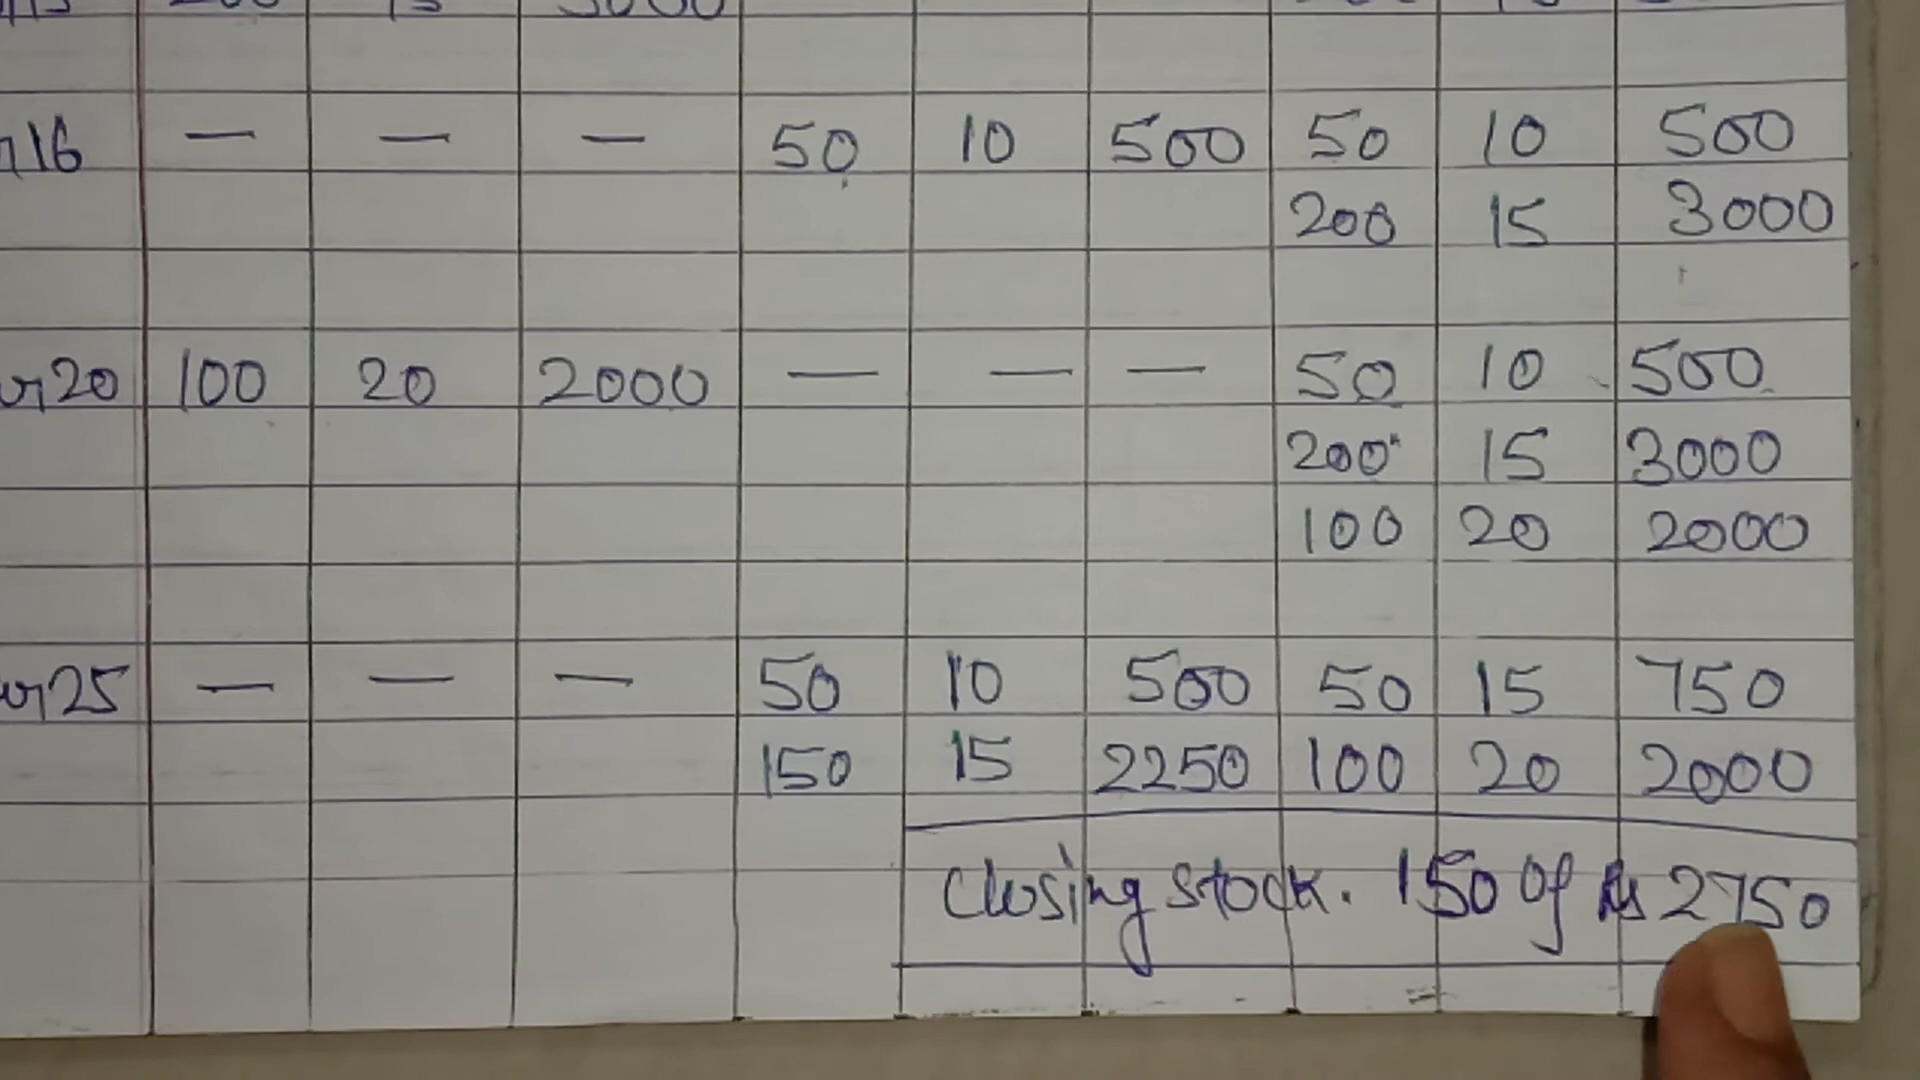 16 — — — 50 10 500 50 10 500
200 15 3000
20 100 20 2000 — — — 50 10 500
200 15 3000
100 20 2000
25 — — — 50 10 500 50 15 750
150 15 2250 100 20 2000
Closing stock. 150 Of Rs 2750